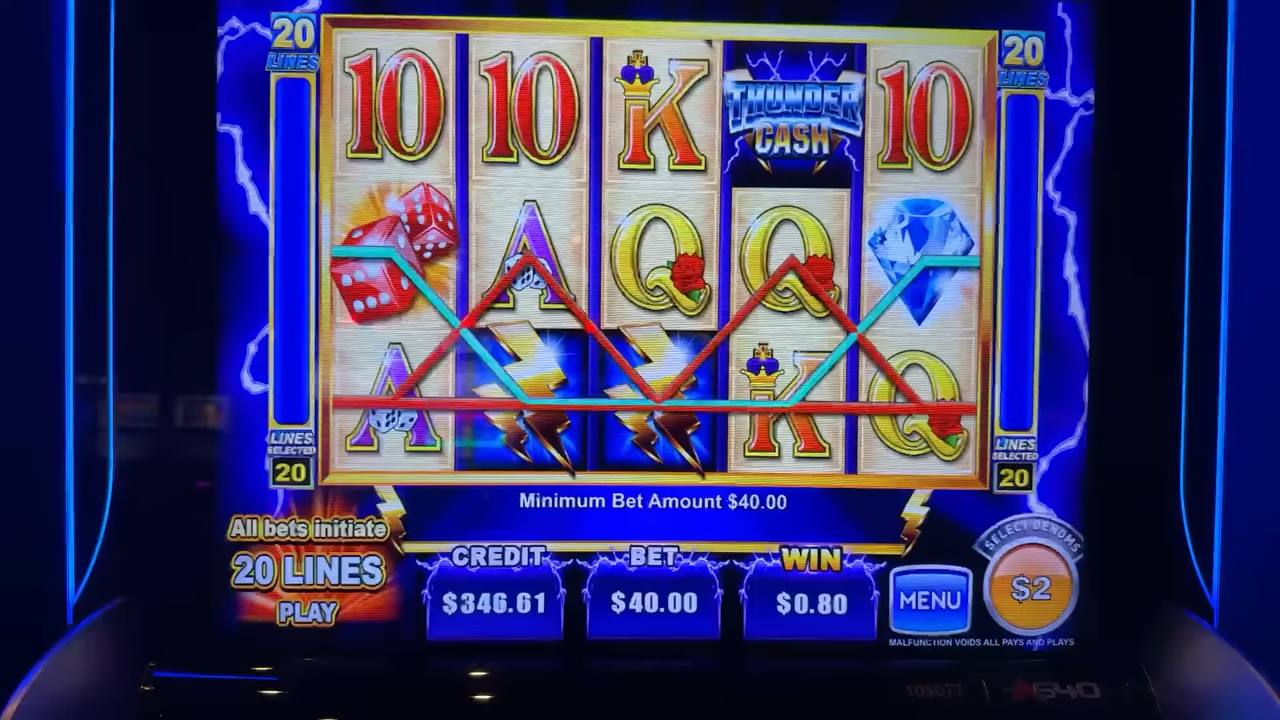 20
LINES
20
LINES
10
10
K
THUNDER
CASH
10
A
Q
Q
A
K
Q
LINES
SELECTED
20
LINES
SELECTED
20
Minimum Bet Amount $40.00
All bets initiate
20 LINES
PLAY
CREDIT
BET
WIN
$346.61
$40.00
$0.80
MENU
SELECT DENOMS
$2
MALFUNCTION VOIDS ALL PAYS AND PLAYS